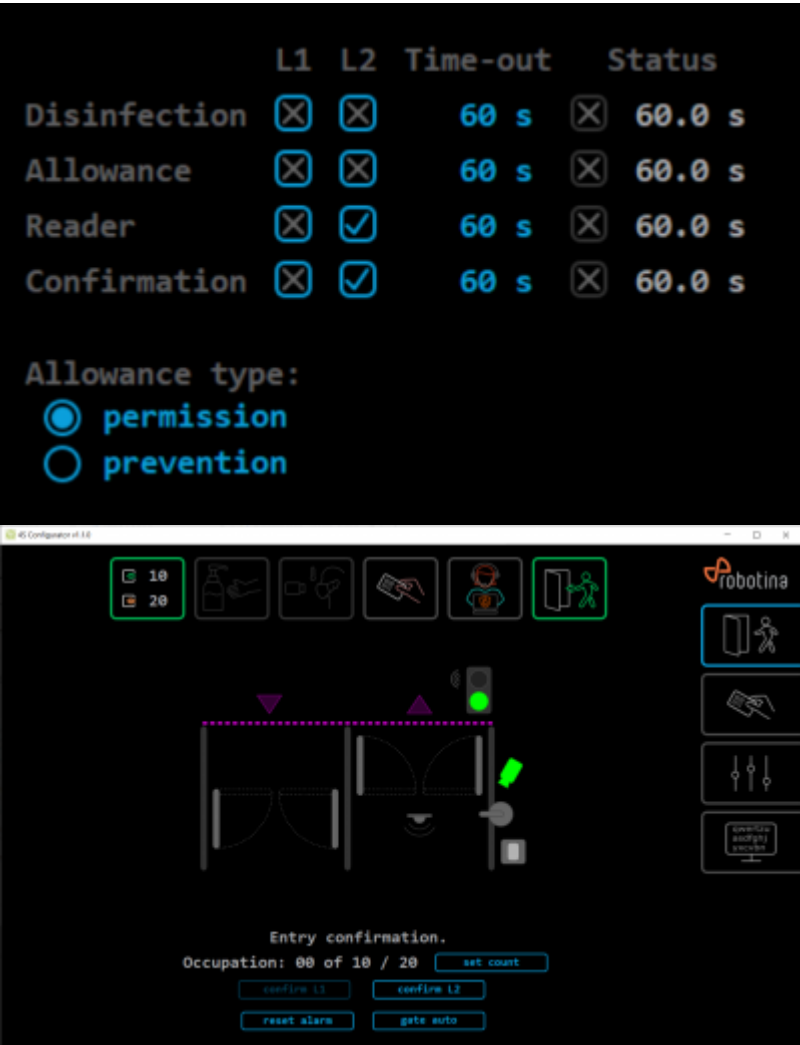 L1 L2 Time-out Status
Disinfection 60 s 60.0 s
Allowance 60 s 60.0 s
Reader 60 s 60.0 s
Confirmation 60 s 60.0 s
Allowance type:
permission
prevention
4S Configurator v1.1.0
10
20
robotina
Entry confirmation.
Occupation: 00 of 10 / 20 set count
confirm L1 confirm L2
reset alarm gate auto